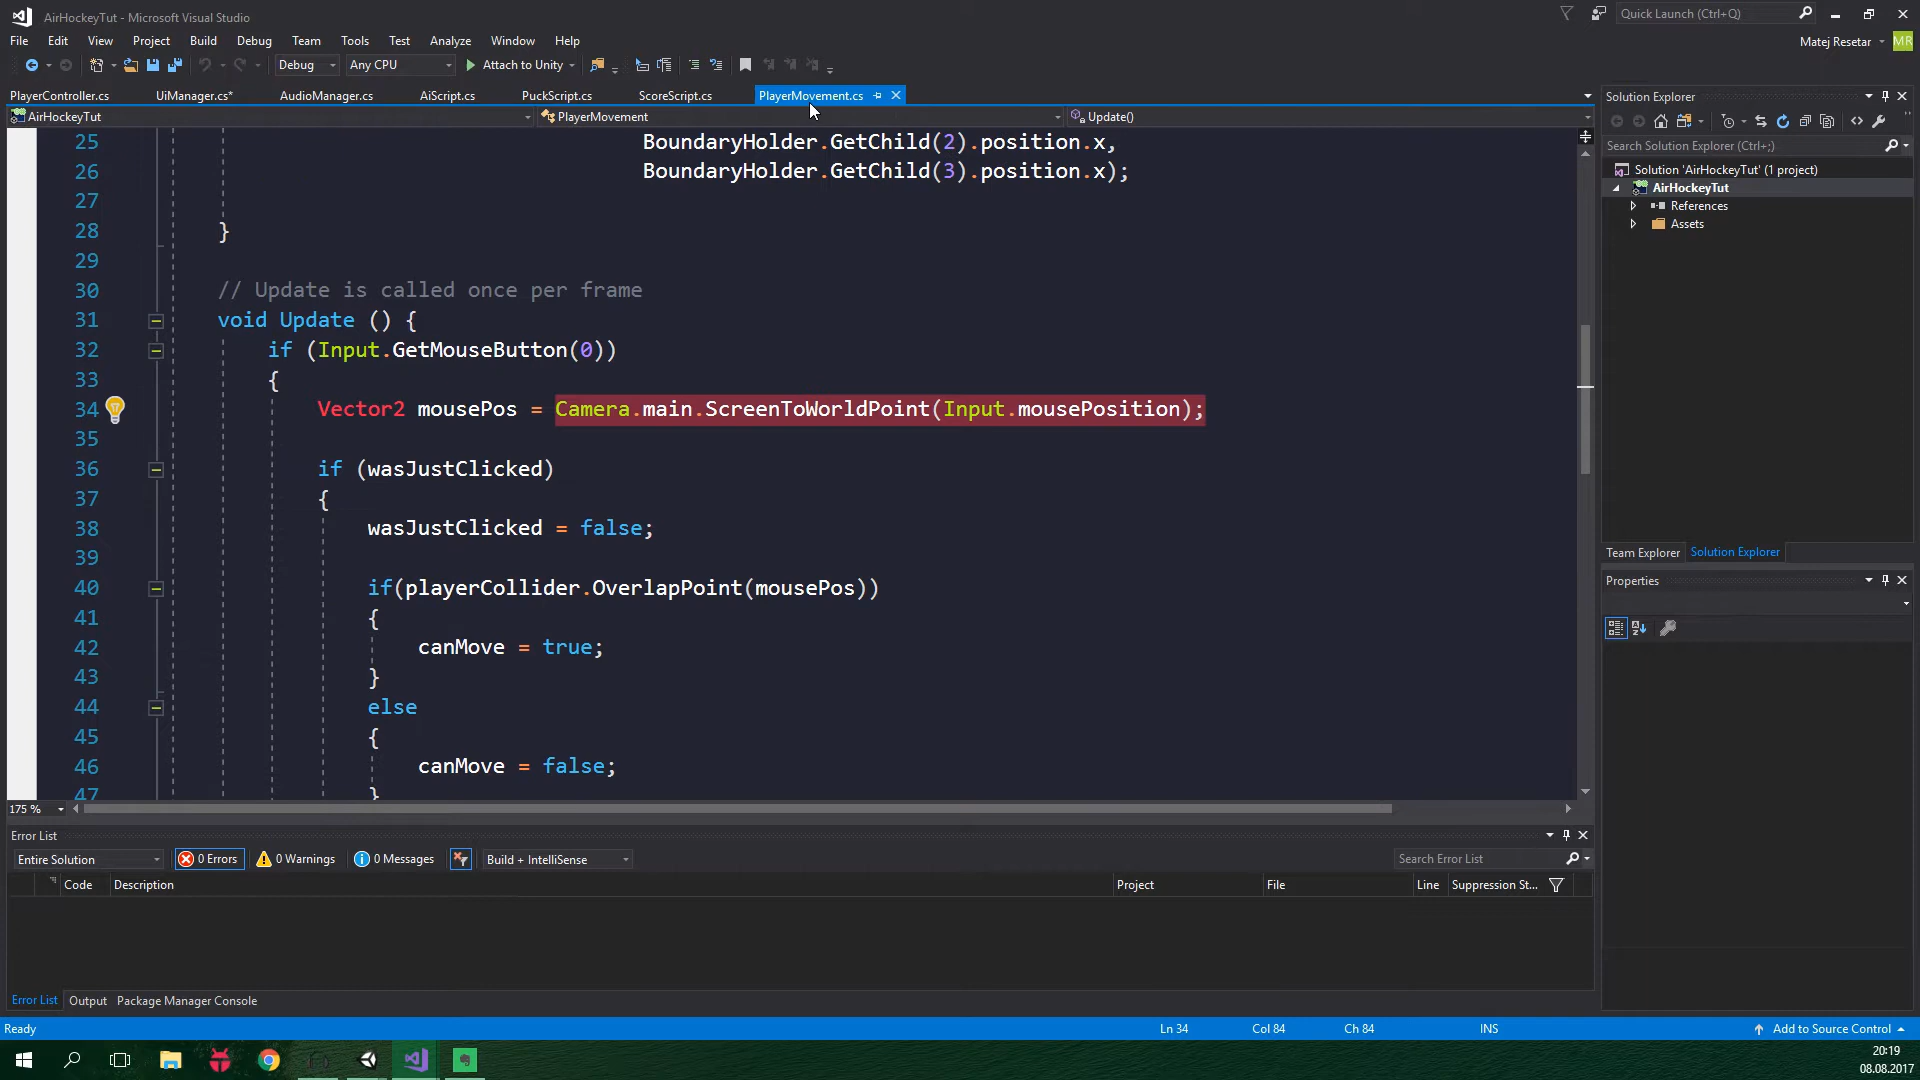 AirHockeyTut - Microsoft Visual Studio
Quick Launch (Ctrl+Q)
File Edit View Project Build Debug Team Tools Test Analyze Window Help
Matej Resetar MR
Debug Any CPU Attach to Unity
PlayerController.cs UiManager.cs* AudioManager.cs AiScript.cs PuckScript.cs ScoreScript.cs PlayerMovement.cs
AirHockeyTut PlayerMovement Update()
25 BoundaryHolder.GetChild(2).position.x,
26 BoundaryHolder.GetChild(3).position.x);
27
28 }
29
30 // Update is called once per frame
31 void Update () {
32 if (Input.GetMouseButton(0))
33 {
34 Vector2 mousePos = Camera.main.ScreenToWorldPoint(Input.mousePosition);
35
36 if (wasJustClicked)
37 {
38 wasJustClicked = false;
39
40 if(playerCollider.OverlapPoint(mousePos))
41 {
42 canMove = true;
43 }
44 else
45 {
46 canMove = false;
47 }
175 %
Solution Explorer
Search Solution Explorer (Ctrl+;)
Solution 'AirHockeyTut' (1 project)
AirHockeyTut
References
Assets
Team Explorer Solution Explorer
Properties
Error List
Entire Solution 0 Errors 0 Warnings 0 Messages Build + IntelliSense Search Error List
Code Description Project File Line Suppression St...
Error List Output Package Manager Console
Ready Ln 34 Col 84 Ch 84 INS Add to Source Control
20:19
08.08.2017